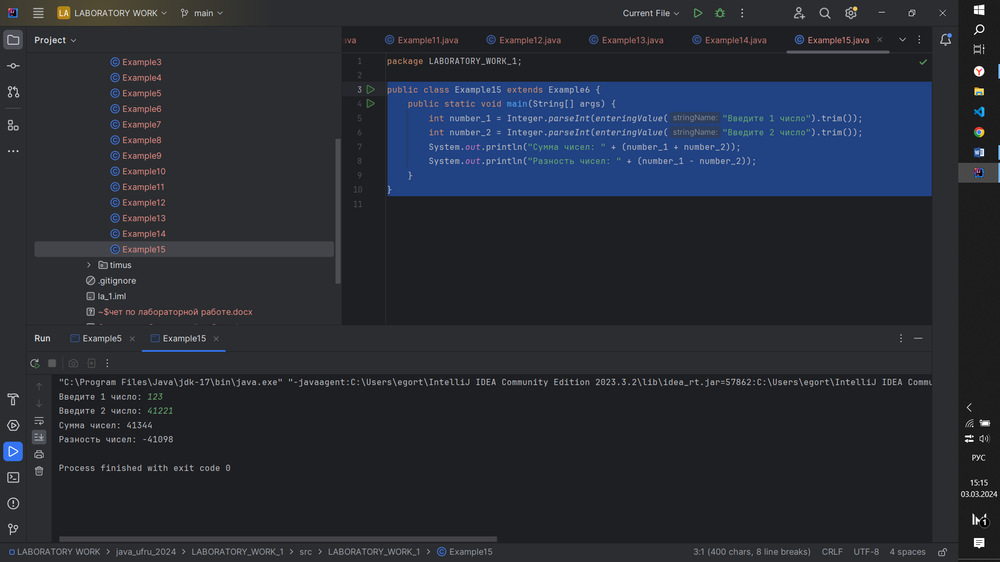 LA LABORATORY WORK main Current File
Project
ava Example11.java Example12.java Example13.java Example14.java Example15.java
Example3
Example4
Example5
Example6
Example7
Example8
Example9
Example10
Example11
Example12
Example13
Example14
Example15
timus
.gitignore
la_1.iml
~$чет по лабораторной работе.docx
1 package LABORATORY_WORK_1;
2
3 public class Example15 extends Example6 {
4 public static void main(String[] args) {
5 int number_1 = Integer.parseInt(enteringValue( stringName: "Введите 1 число").trim());
6 int number_2 = Integer.parseInt(enteringValue( stringName: "Введите 2 число").trim());
7 System.out.println("Сумма чисел: " + (number_1 + number_2));
8 System.out.println("Разность чисел: " + (number_1 - number_2));
9 }
10 }
11
Run Example5 Example15
"C:\Program Files\Java\jdk-17\bin\java.exe" "-javaagent:C:\Users\egort\IntelliJ IDEA Community Edition 2023.3.2\lib\idea_rt.jar=57862:C:\Users\egort\IntelliJ IDEA Commu
Введите 1 число: 123
Введите 2 число: 41221
Сумма чисел: 41344
Разность чисел: -41098
Process finished with exit code 0
LABORATORY WORK > java_ufru_2024 > LABORATORY_WORK_1 > src > LABORATORY_WORK_1 > Example15
3:1 (400 chars, 8 line breaks) CRLF UTF-8 4 spaces
РУС
15:15
03.03.2024
1